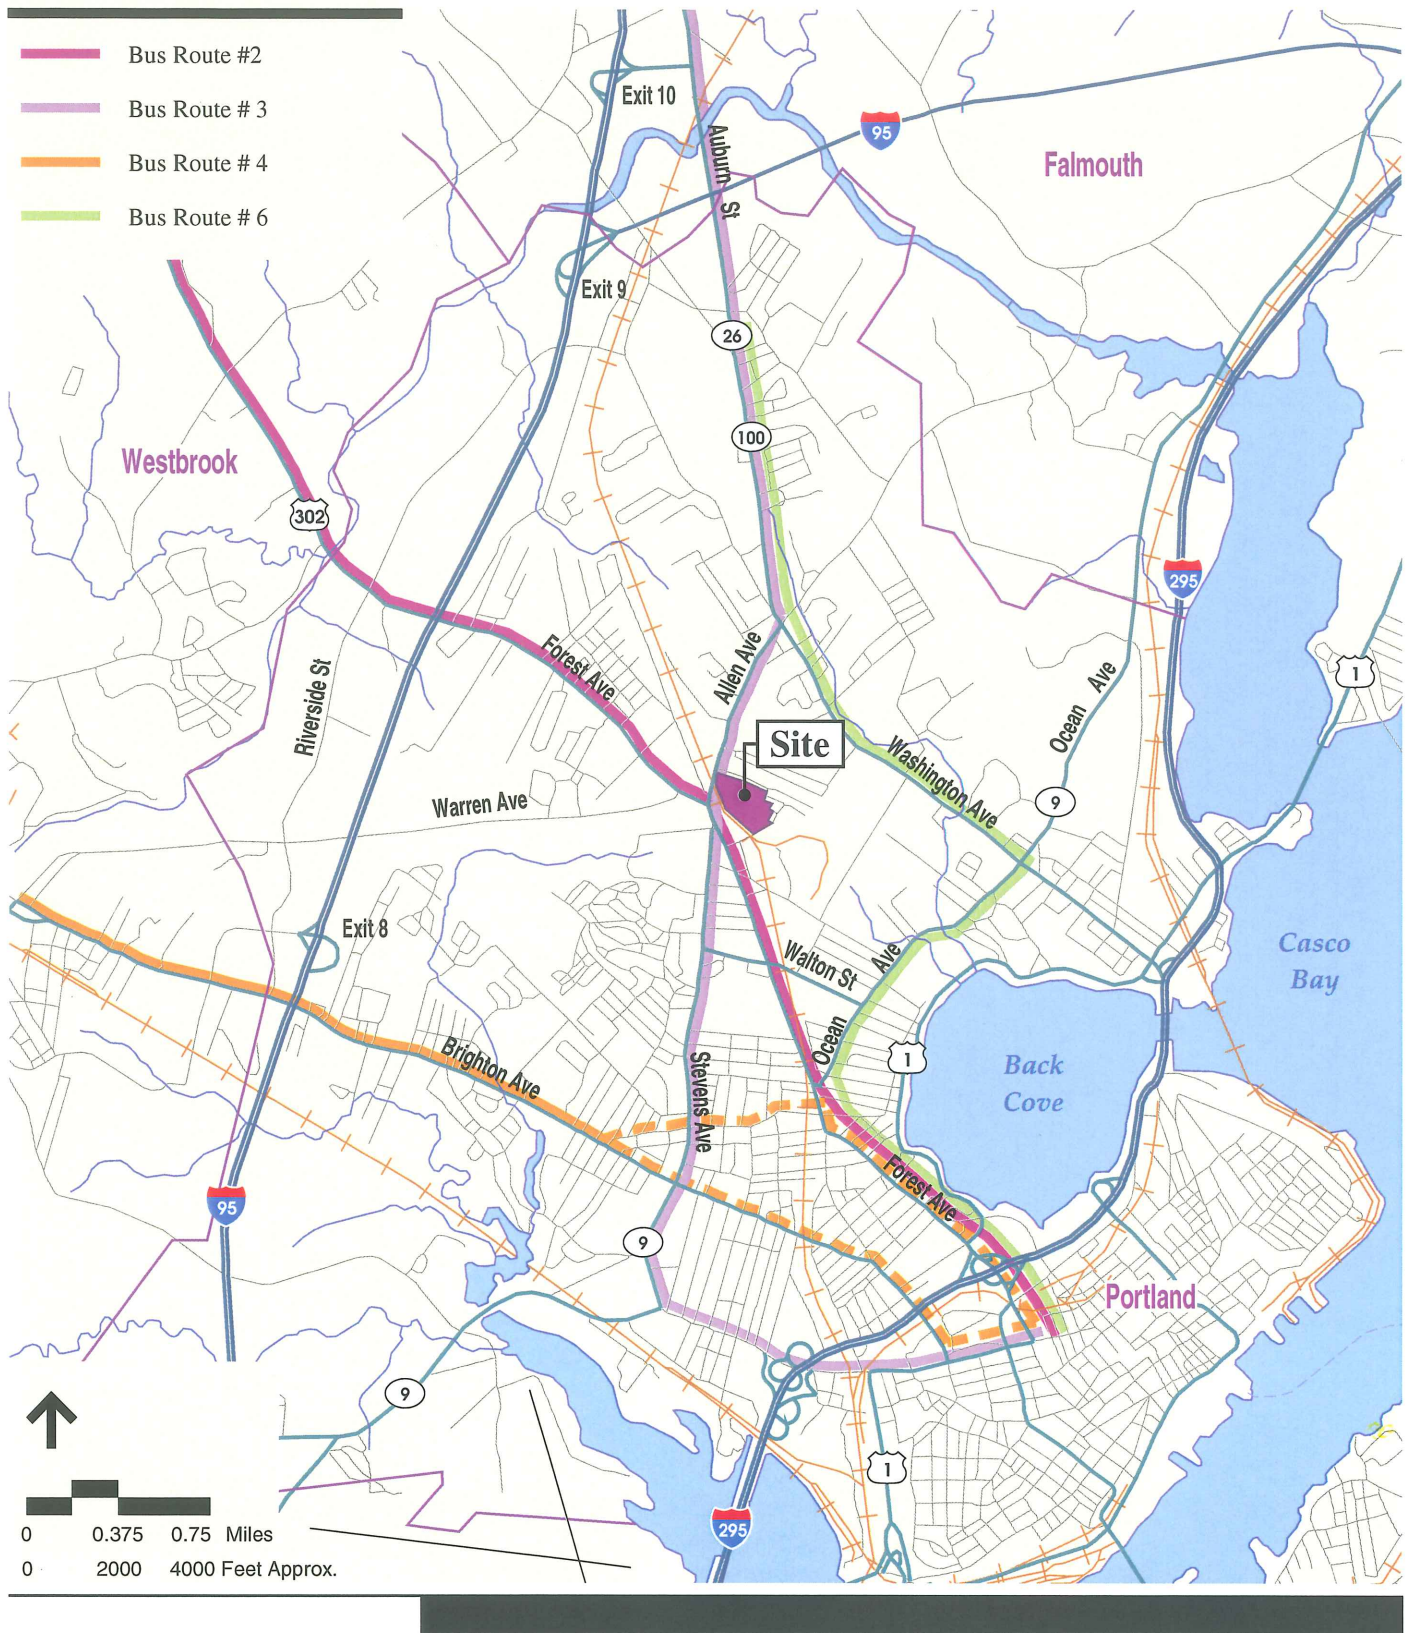 Bus Route #2
Bus Route # 3
Bus Route # 4
Bus Route # 6
Exit 10
95
Auburn St
Falmouth
Exit 9
26
100
Westbrook
302
295
Forest Ave
Allen Ave
Riverside St
Ocean Ave
1
Site
Washington Ave
Warren Ave
9
Exit 8
Walton St
Ocean Ave
Casco
Bay
Back
Cove
1
Brighton Ave
Stevens Ave
Forest Ave
95
9
Portland
9
1
295
0 0.375 0.75 Miles
0 2000 4000 Feet Approx.